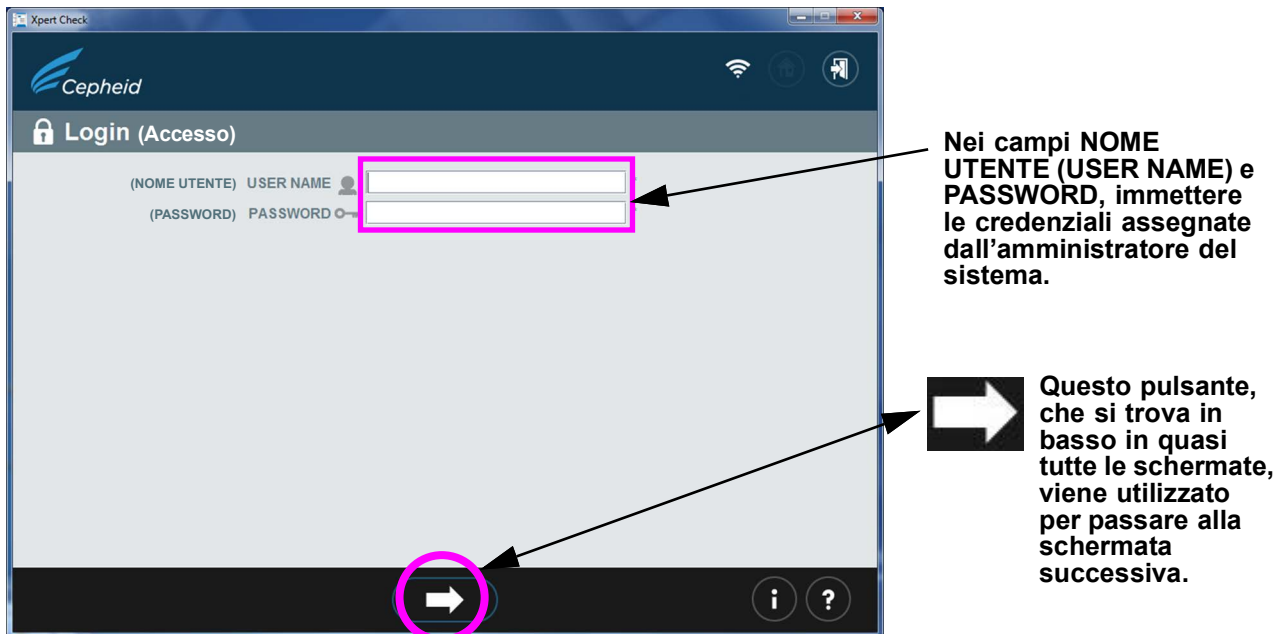 Xpert Check
Cepheid
Login (Accesso)
(NOME UTENTE) USER NAME
(PASSWORD) PASSWORD
Nei campi NOME
UTENTE (USER NAME) e
PASSWORD, immettere
le credenziali assegnate
dall’amministratore del
sistema.
Questo pulsante,
che si trova in
basso in quasi
tutte le schermate,
viene utilizzato
per passare alla
schermata
successiva.
i ?